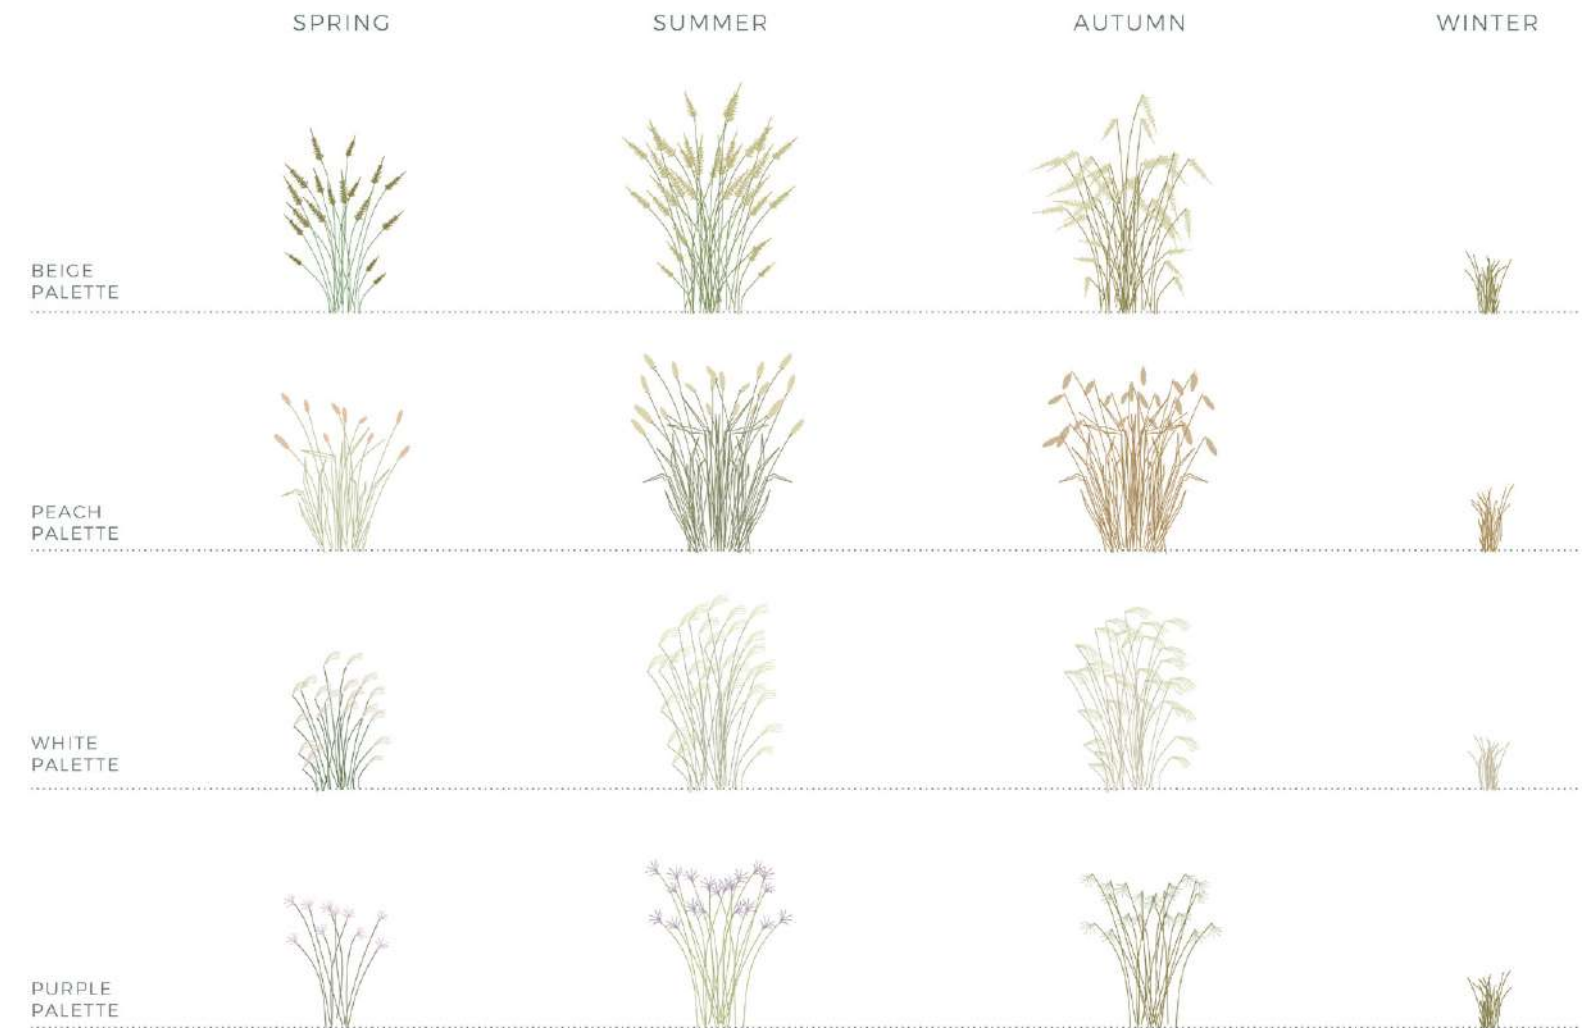 SPRING
SUMMER
AUTUMN
WINTER
BEIGE
PALETTE
PEACH
PALETTE
WHITE
PALETTE
PURPLE
PALETTE